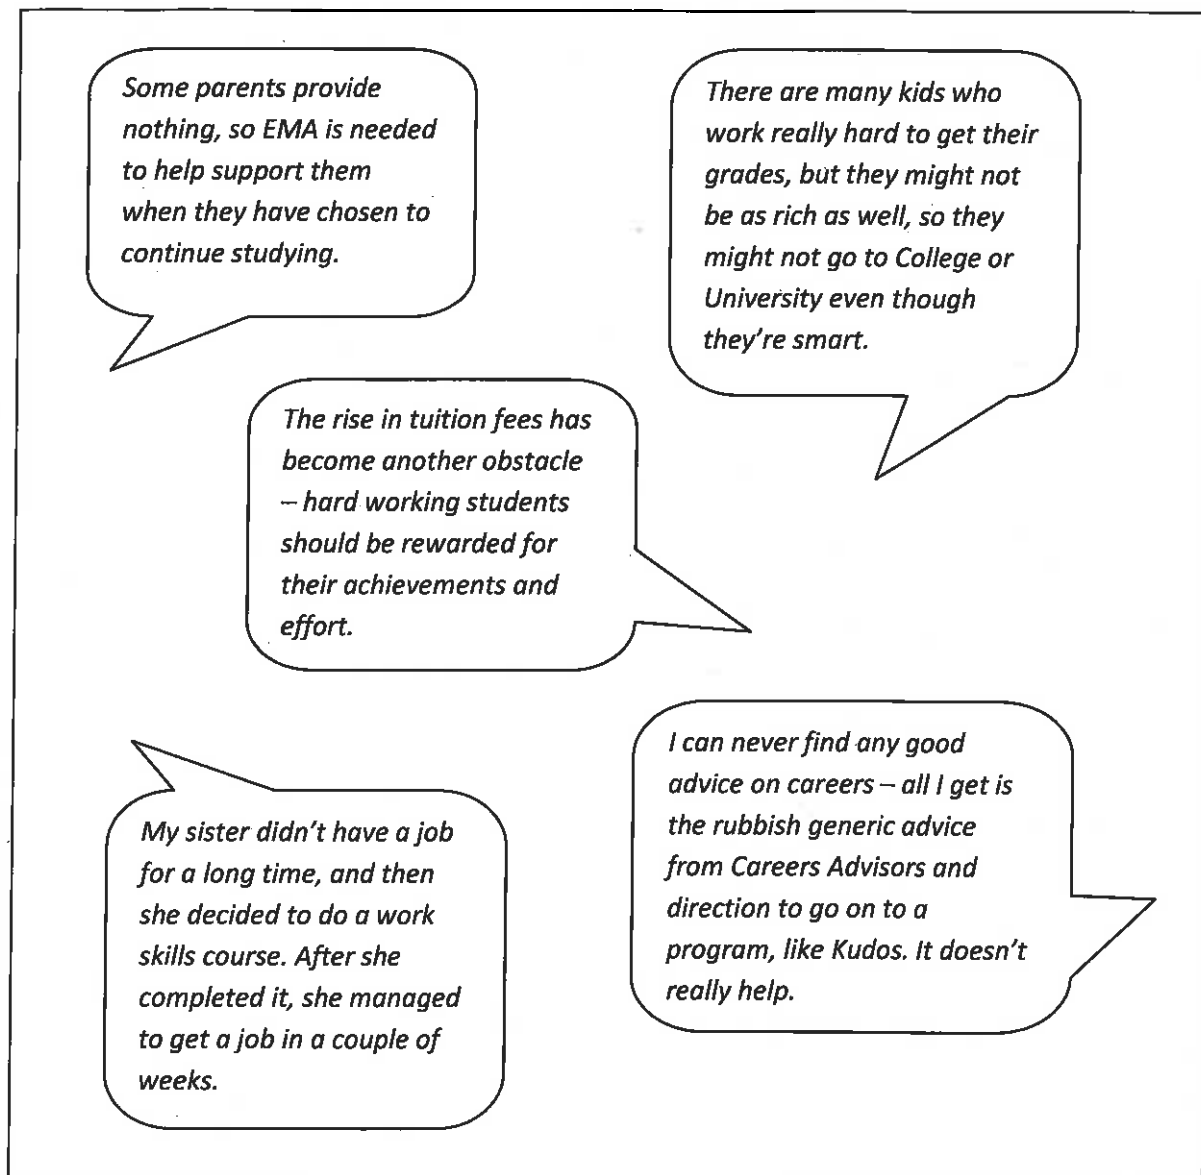 Some parents provide
nothing, so EMA is needed
to help support them
when they have chosen to
continue studying.
There are many kids who
work really hard to get their
grades, but they might not
be as rich as well, so they
might not go to College or
University even though
they're smart.
The rise in tuition fees has
become another obstacle
– hard working students
should be rewarded for
their achievements and
effort.
My sister didn't have a job
for a long time, and then
she decided to do a work
skills course. After she
completed it, she managed
to get a job in a couple of
weeks.
I can never find any good
advice on careers – all I get is
the rubbish generic advice
from Careers Advisors and
direction to go on to a
program, like Kudos. It doesn't
really help.